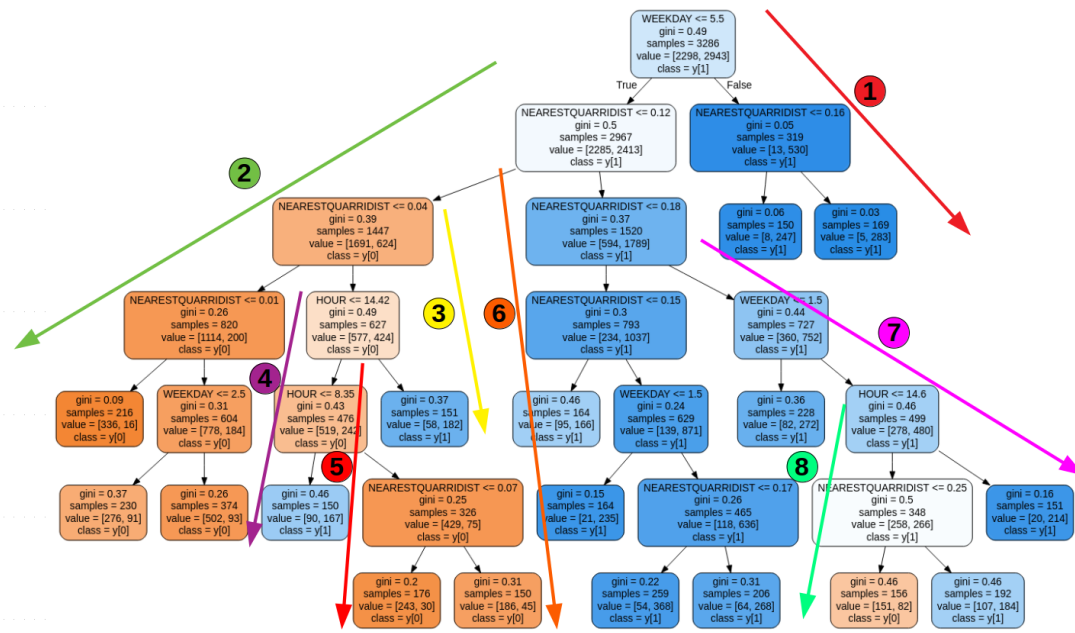 WEEKDAY <= 5.5
gini = 0.49
samples = 3286
value = [2298, 2943]
class = y[1]
True
False
1
NEARESTQUARRIDIST <= 0.12
gini = 0.5
samples = 2967
value = [2285, 2413]
class = y[1]
NEARESTQUARRIDIST <= 0.16
gini = 0.05
samples = 319
value = [13, 530]
class = y[1]
2
NEARESTQUARRIDIST <= 0.04
gini = 0.39
samples = 1447
value = [1691, 624]
class = y[0]
NEARESTQUARRIDIST <= 0.18
gini = 0.37
samples = 1520
value = [594, 1789]
class = y[1]
gini = 0.06
samples = 150
value = [8, 247]
class = y[1]
gini = 0.03
samples = 169
value = [5, 283]
class = y[1]
NEARESTQUARRIDIST <= 0.01
gini = 0.26
samples = 820
value = [1114, 200]
class = y[0]
HOUR <= 14.42
gini = 0.49
samples = 627
value = [577, 424]
class = y[0]
3
6
NEARESTQUARRIDIST <= 0.15
gini = 0.3
samples = 793
value = [234, 1037]
class = y[1]
WEEKDAY <= 1.5
gini = 0.44
samples = 727
value = [360, 752]
class = y[1]
7
4
gini = 0.09
samples = 216
value = [336, 16]
class = y[0]
WEEKDAY <= 2.5
gini = 0.31
samples = 604
value = [778, 184]
class = y[0]
HOUR <= 8.35
gini = 0.43
samples = 476
value = [519, 242]
class = y[0]
gini = 0.37
samples = 151
value = [58, 182]
class = y[1]
gini = 0.46
samples = 164
value = [95, 166]
class = y[1]
WEEKDAY <= 1.5
gini = 0.24
samples = 629
value = [139, 871]
class = y[1]
gini = 0.36
samples = 228
value = [82, 272]
class = y[1]
HOUR <= 14.6
gini = 0.46
samples = 499
value = [278, 480]
class = y[1]
5
8
gini = 0.37
samples = 230
value = [276, 91]
class = y[0]
gini = 0.26
samples = 374
value = [502, 93]
class = y[0]
gini = 0.46
samples = 150
value = [90, 167]
class = y[1]
NEARESTQUARRIDIST <= 0.07
gini = 0.25
samples = 326
value = [429, 75]
class = y[0]
gini = 0.15
samples = 164
value = [21, 235]
class = y[1]
NEARESTQUARRIDIST <= 0.17
gini = 0.26
samples = 465
value = [118, 636]
class = y[1]
NEARESTQUARRIDIST <= 0.25
gini = 0.5
samples = 348
value = [258, 266]
class = y[1]
gini = 0.16
samples = 151
value = [20, 214]
class = y[1]
gini = 0.2
samples = 176
value = [243, 30]
class = y[0]
gini = 0.31
samples = 150
value = [186, 45]
class = y[0]
gini = 0.22
samples = 259
value = [54, 368]
class = y[1]
gini = 0.31
samples = 206
value = [64, 268]
class = y[1]
gini = 0.46
samples = 156
value = [151, 82]
class = y[0]
gini = 0.46
samples = 192
value = [107, 184]
class = y[1]